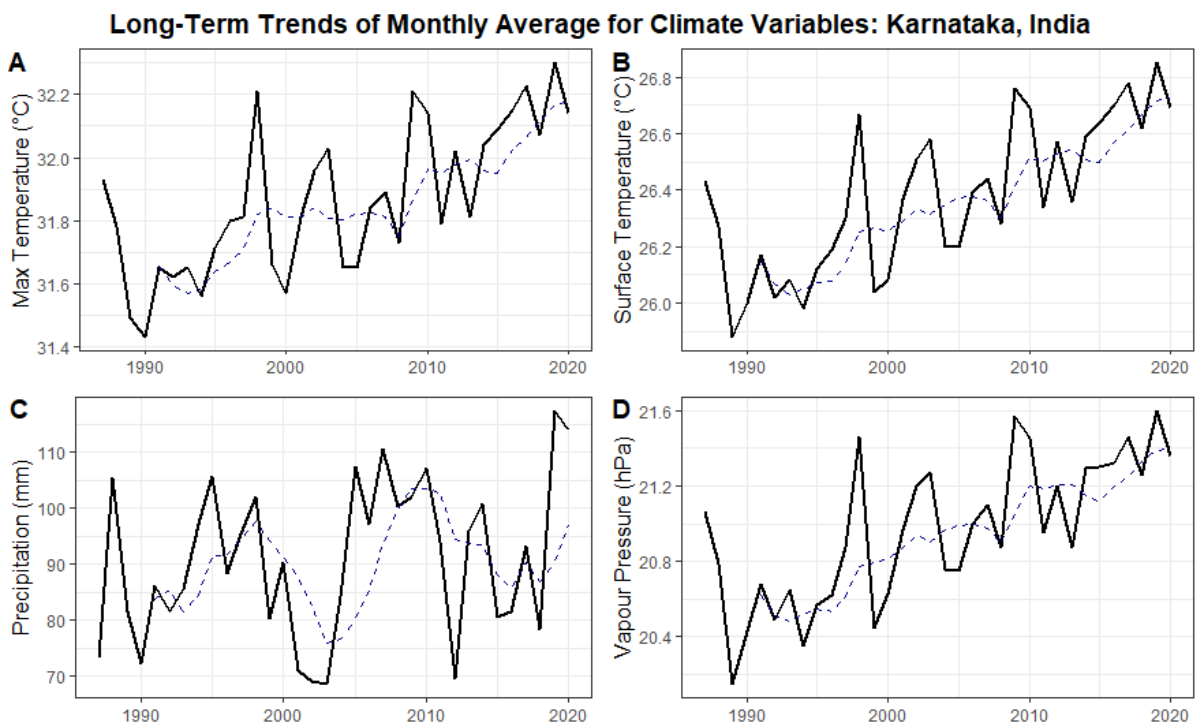 Long-Term Trends of Monthly Average for Climate Variables: Karnataka, India
A
Max Temperature (°C)
32.2
32.0
31.8
31.6
31.4
1990 2000 2010 2020
B
Surface Temperature (°C)
26.8
26.6
26.4
26.2
26.0
1990 2000 2010 2020
C
Precipitation (mm)
110
100
90
80
70
1990 2000 2010 2020
D
Vapour Pressure (hPa)
21.6
21.2
20.8
20.4
1990 2000 2010 2020